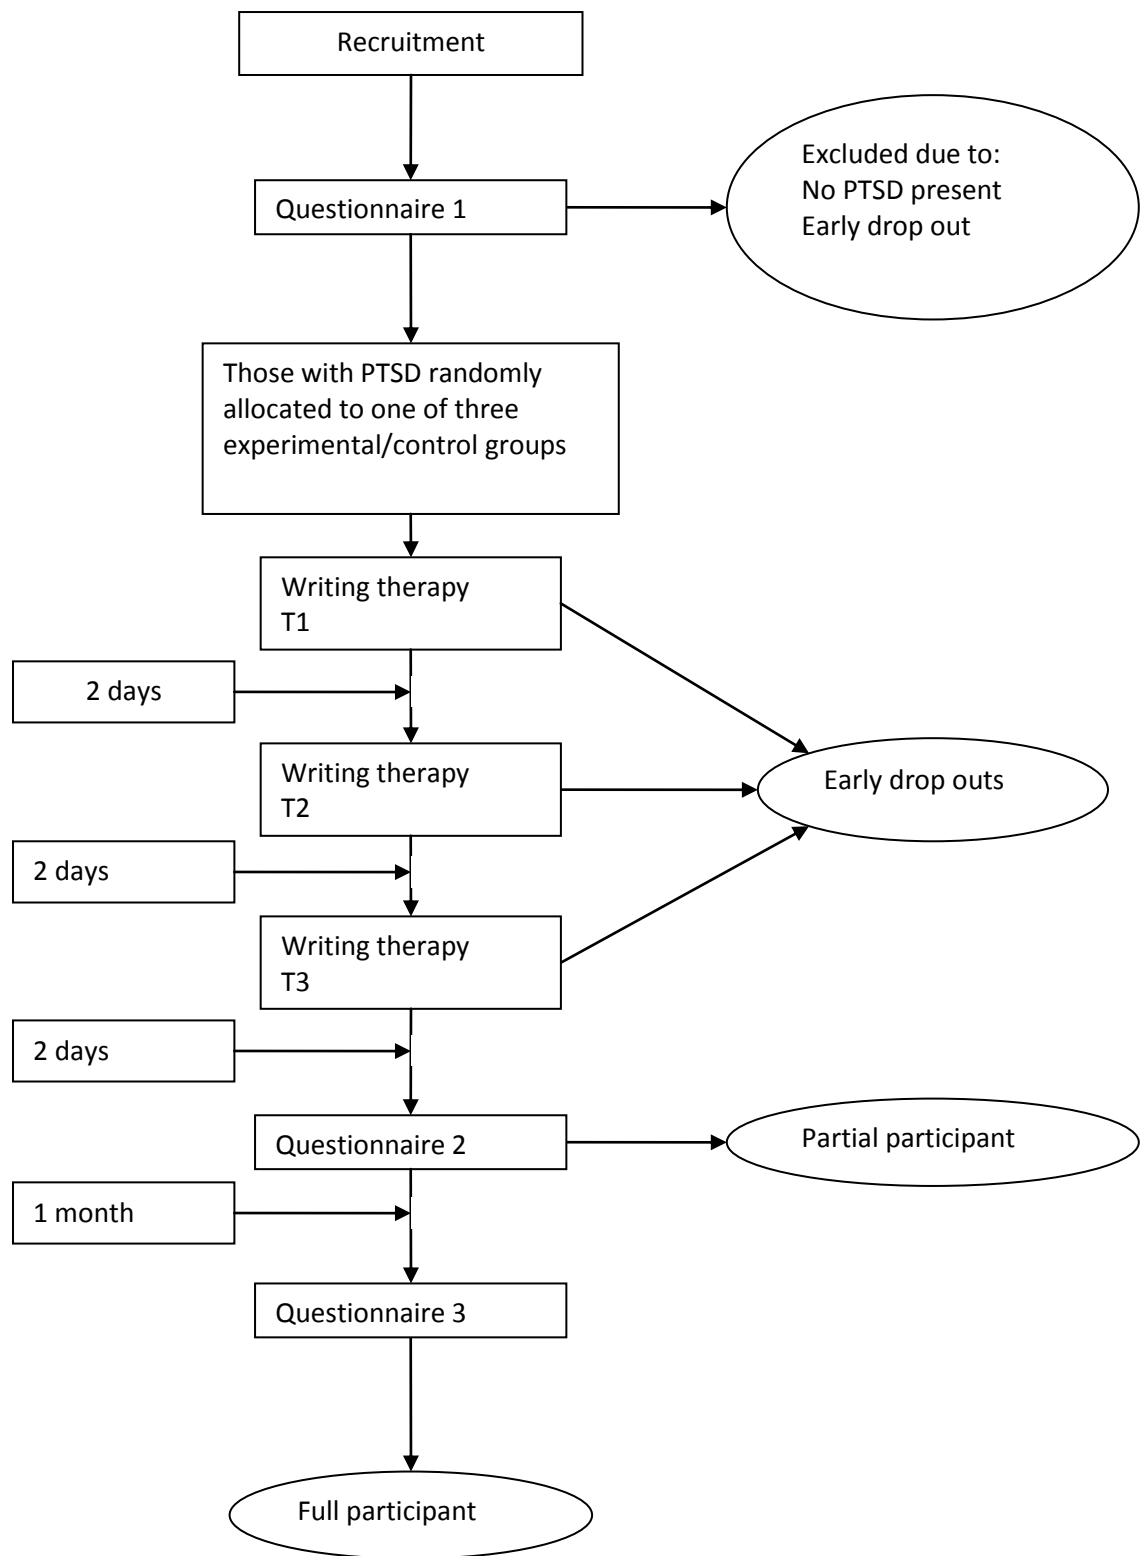 Recruitment
Excluded due to:
No PTSD present
Early drop out
Questionnaire 1
Those with PTSD randomly
allocated to one of three
experimental/control groups
Writing therapy
T1
2 days
Writing therapy
T2
Early drop outs
2 days
Writing therapy
T3
2 days
Questionnaire 2
Partial participant
1 month
Questionnaire 3
Full participant